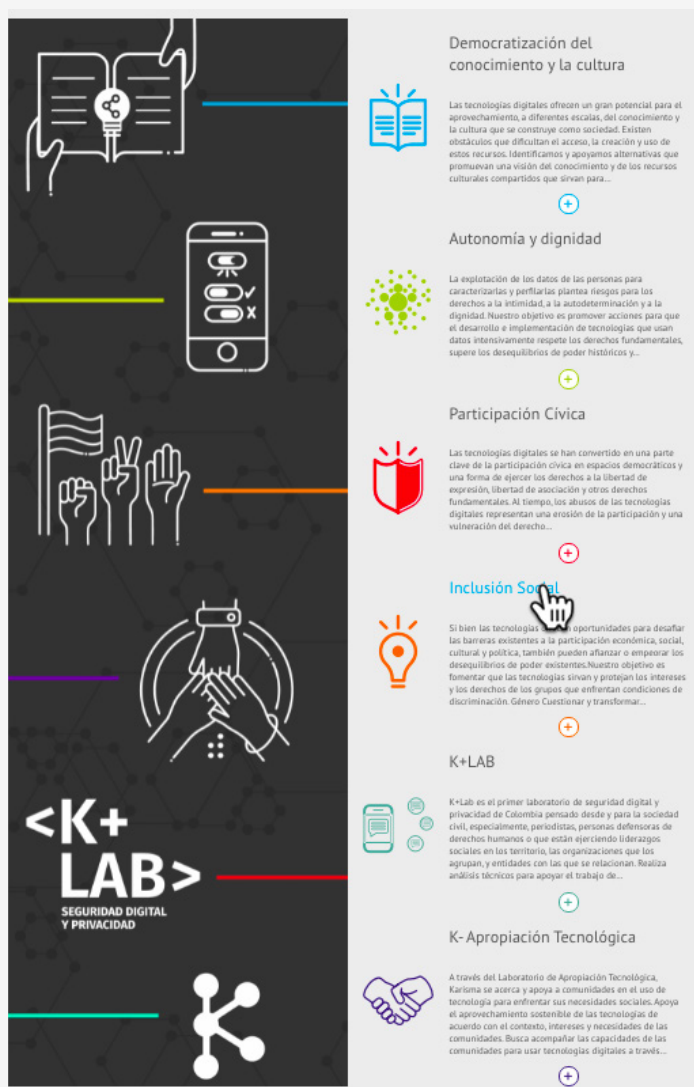 Democratización del
conocimiento y la cultura
Las tecnologías digitales ofrecen un gran potencial para el
aprovechamiento, a diferentes escalas, del conocimiento y
la cultura que se construye como sociedad. Existen
obstáculos que dificultan el acceso, la creación y uso de
estos recursos. Identificamos y apoyamos alternativas que
promuevan una visión del conocimiento y de los recursos
culturales compartidos que sirvan para...
Autonomía y dignidad
La explotación de los datos de las personas para
caracterizarlas y perfilarlas plantea riesgos para los
derechos a la intimidad, a la autodeterminación y a la
dignidad. Nuestro objetivo es promover acciones para que
el desarrollo e implementación de tecnologías que usan
datos intensivamente respete los derechos fundamentales,
supere los desequilibrios de poder históricos y...
Participación Cívica
Las tecnologías digitales se han convertido en una parte
clave de la participación cívica en espacios democráticos y
una forma de ejercer los derechos a la libertad de
expresión, libertad de asociación y otros derechos
fundamentales. Al tiempo, los abusos de las tecnologías
digitales representan una erosión de la participación y una
vulneración del derecho...
Inclusión Social
Si bien las tecnologías oportunidades para desafiar
las barreras existentes a la participación económica, social,
cultural y política, también pueden afianzar o empeorar los
desequilibrios de poder existentes.Nuestro objetivo es
fomentar que las tecnologías sirvan y protejan los intereses
y los derechos de los grupos que enfrentan condiciones de
discriminación. Género Cuestionar y transformar...
K+LAB
K+Lab es el primer laboratorio de seguridad digital y
privacidad de Colombia pensado desde y para la sociedad
civil, especialmente, periodistas, personas defensoras de
derechos humanos o que están ejerciendo liderazgos
sociales en los territorio, las organizaciones que los
agrupan, y entidades con las que se relacionan. Realiza
análisis técnicos para apoyar el trabajo de...
<K+
LAB>
SEGURIDAD DIGITAL
Y PRIVACIDAD
K- Apropiación Tecnológica
A través del Laboratorio de Apropiación Tecnológica,
Karisma se acerca y apoya a comunidades en el uso de
tecnología para enfrentar sus necesidades sociales. Apoya
el aprovechamiento sostenible de las tecnologías de
acuerdo con el contexto, intereses y necesidades de las
comunidades. Busca acompañar las capacidades de las
comunidades para usar tecnologías digitales a través...